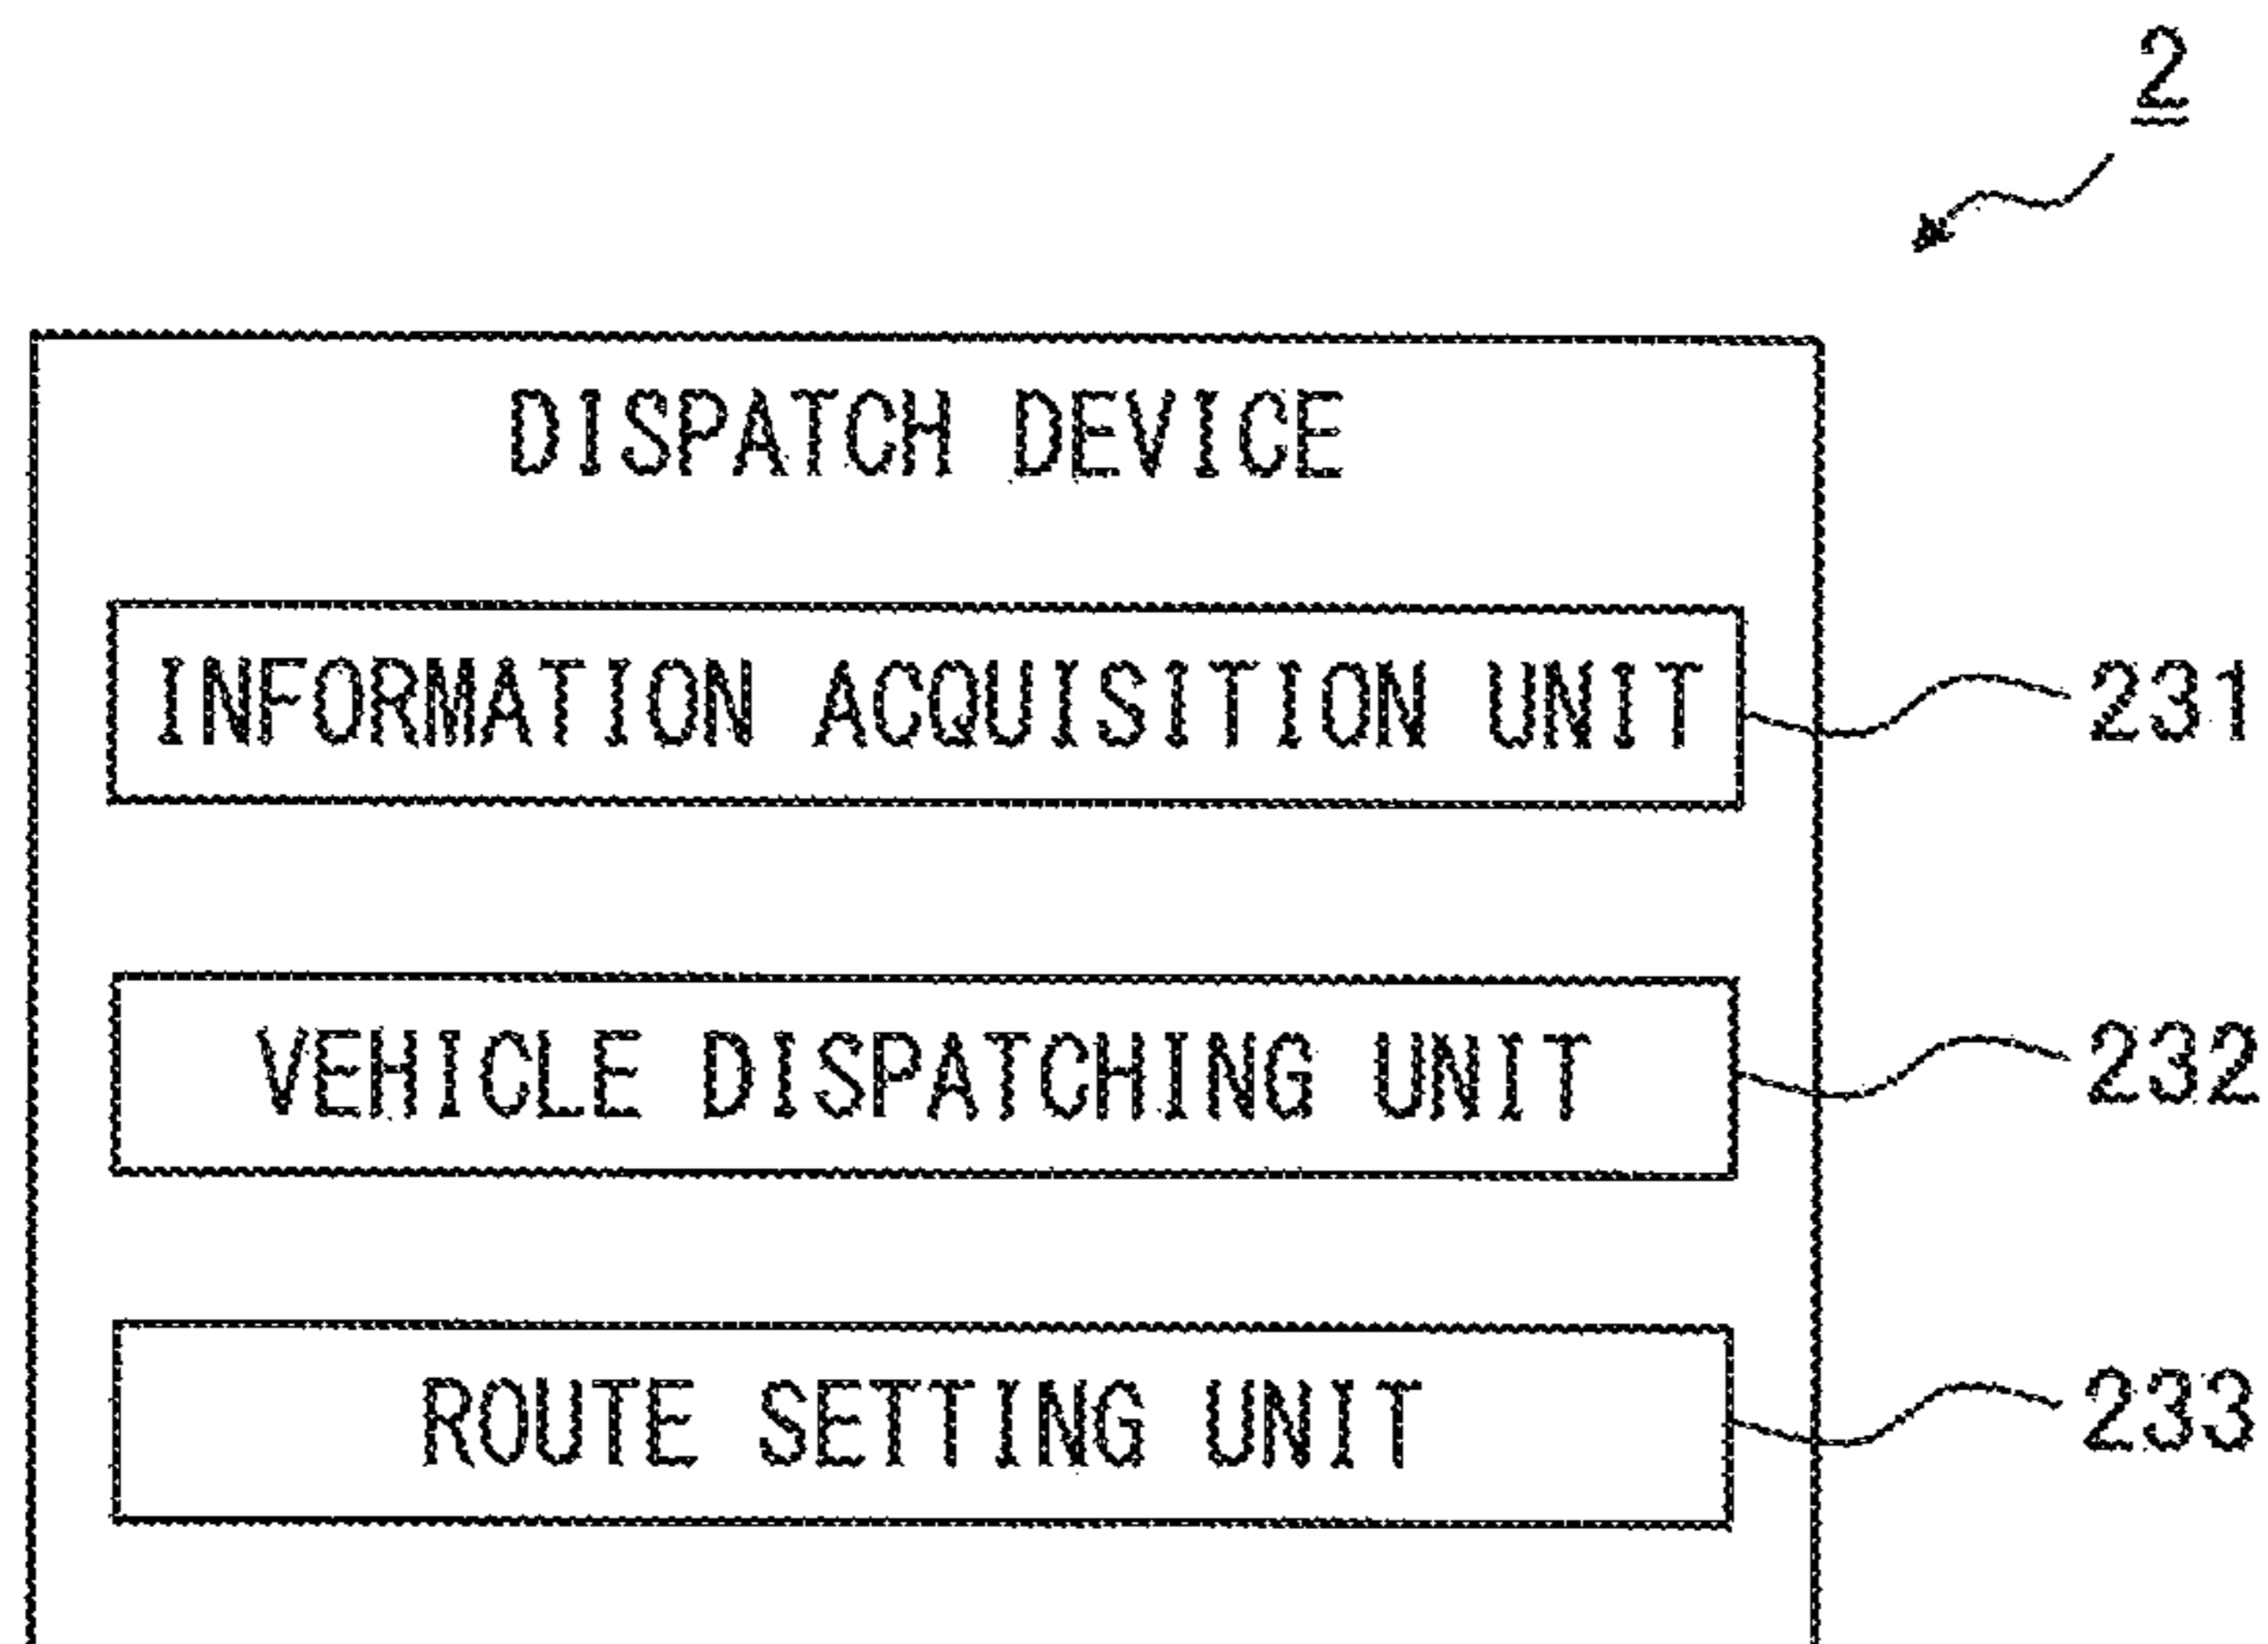 2
DISPATCH DEVICE
INFORMATION ACQUISITION UNIT 231
VEHICLE DISPATCHING UNIT 232
ROUTE SETTING UNIT 233